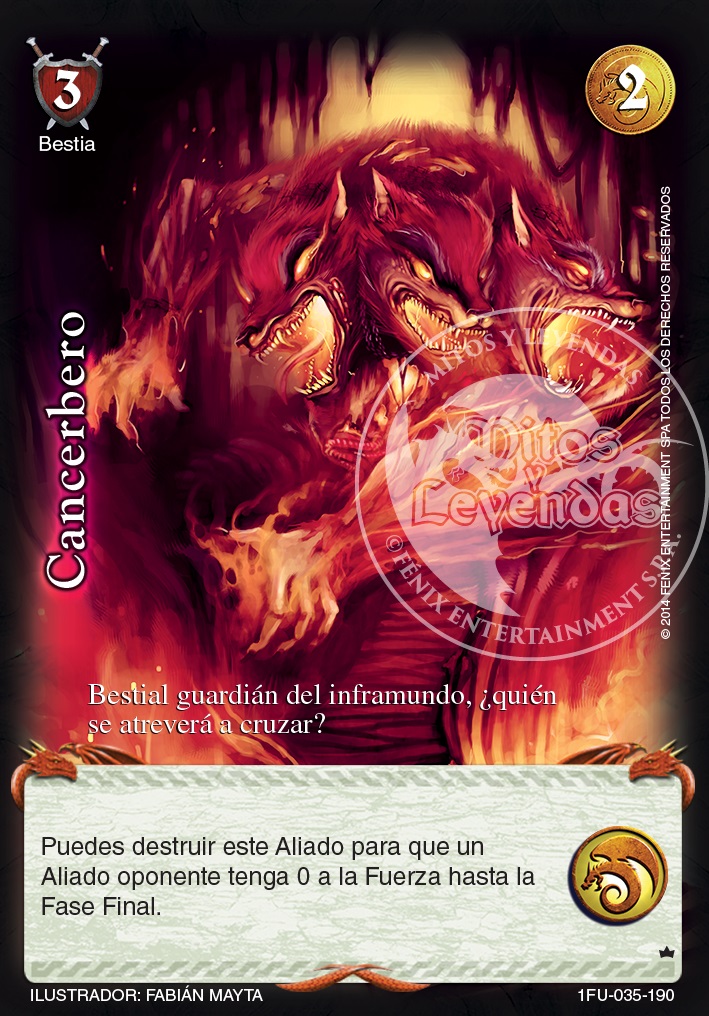 3
2
Bestia
Cancerbero
MITOS Y LEYENDAS
Mitos
y
Leyendas
© FENIX ENTERTAINMENT S.P.A.
© 2014 FENIX ENTERTAINMENT SPA TODOS LOS DERECHOS RESERVADOS
Bestial guardián del inframundo, ¿quién
se atreverá a cruzar?
Puedes destruir este Aliado para que un
Aliado oponente tenga 0 a la Fuerza hasta la
Fase Final.
ILUSTRADOR: FABIÁN MAYTA
1FU-035-190